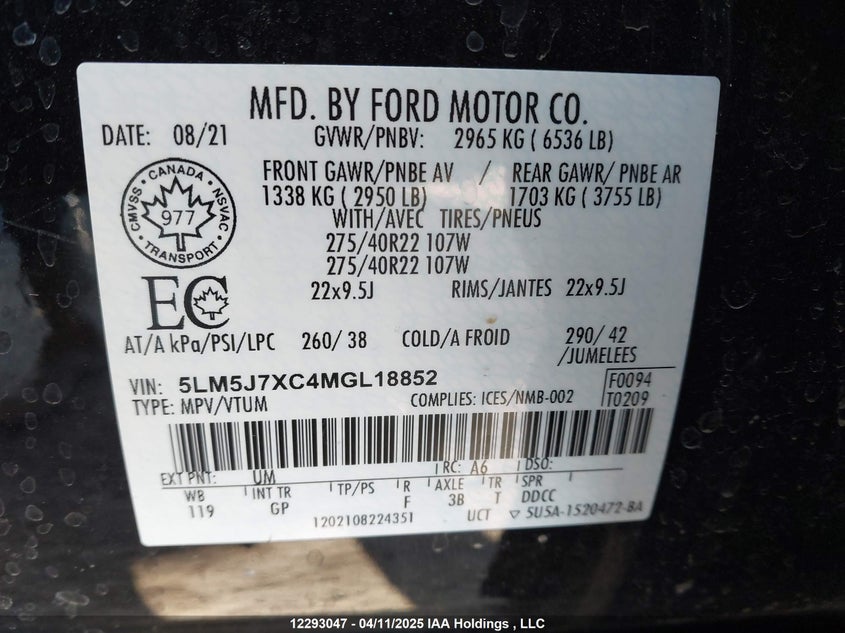 MFD. BY FORD MOTOR CO.
DATE: 08/21 GVWR/PNBV: 2965 KG ( 6536 LB)
FRONT GAWR/PNBE AV / REAR GAWR/ PNBE AR
1338 KG ( 2950 LB) 1703 KG ( 3755 LB)
WITH/AVEC TIRES/PNEUS
275/40R22 107W
275/40R22 107W
22x9.5J RIMS/JANTES 22x9.5J
CMVSS • CANADA • NSVAC • TRANSPORT •
977
EC
AT/A kPa/PSI/LPC 260/ 38 COLD/A FROID 290/ 42
/JUMELEES
VIN: 5LM5J7XC4MGL18852 F0094
TYPE: MPV/VTUM COMPLIES: ICES/NMB-002 T0209
EXT PNT: UM RC: A6 DSO:
WB INT TR TP/PS R AXLE TR SPR
119 GP F 3B T DDCC
1202108224351 UCT ▽ 5U5A-1520472-BA
12293047 - 04/11/2025 IAA Holdings , LLC